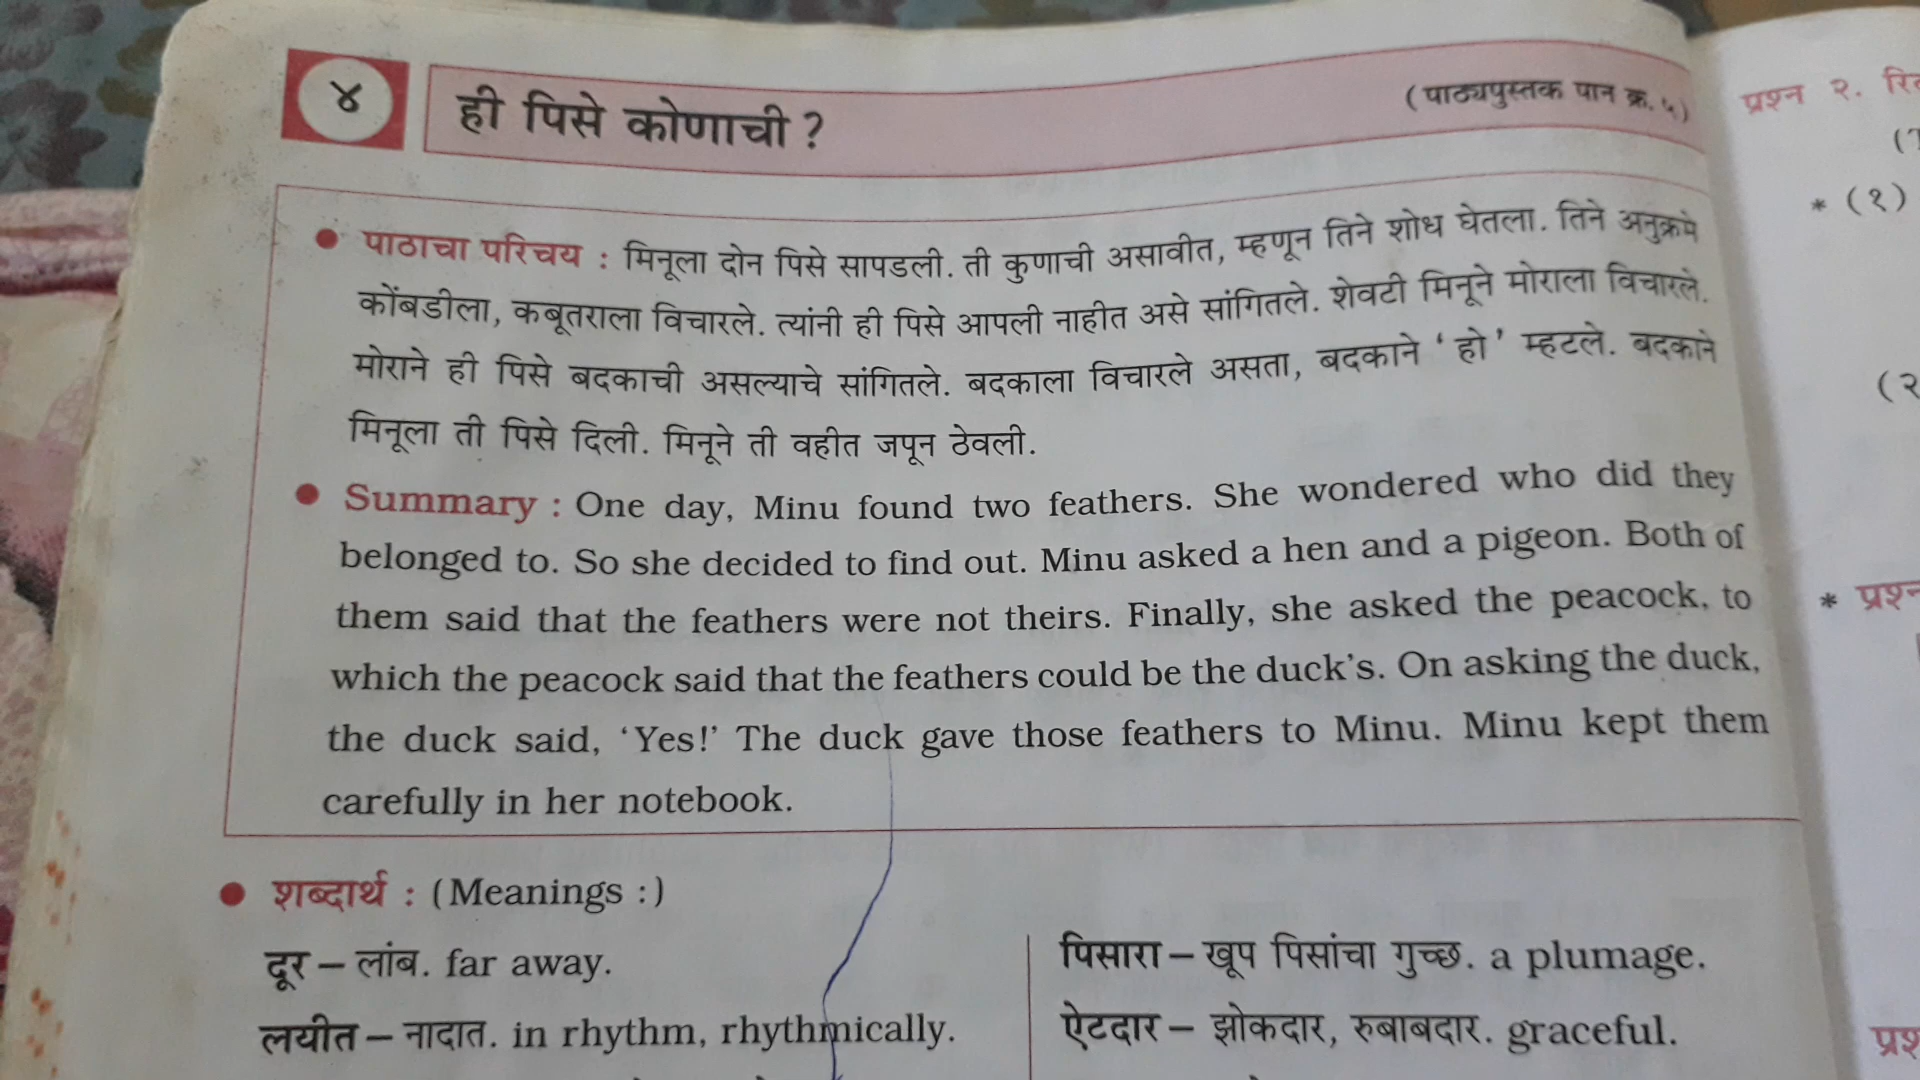 ४
ही पिसे कोणाची ?
(पाठ्यपुस्तक पान क्र. ५)
● पाठाचा परिचय : मिनूला दोन पिसे सापडली. ती कुणाची असावीत, म्हणून तिने शोध घेतला. तिने अनुक्रमे
कोंबडीला, कबूतराला विचारले. त्यांनी ही पिसे आपली नाहीत असे सांगितले. शेवटी मिनूने मोराला विचारले.
मोराने ही पिसे बदकाची असल्याचे सांगितले. बदकाला विचारले असता, बदकाने ‘ हो ’ म्हटले. बदकाने
मिनूला ती पिसे दिली. मिनूने ती वहीत जपून ठेवली.
● Summary : One day, Minu found two feathers. She wondered who did they
belonged to. So she decided to find out. Minu asked a hen and a pigeon. Both of
them said that the feathers were not theirs. Finally, she asked the peacock, to
which the peacock said that the feathers could be the duck’s. On asking the duck,
the duck said, ‘Yes!’ The duck gave those feathers to Minu. Minu kept them
carefully in her notebook.
● शब्दार्थ : (Meanings :)
दूर – लांब. far away.
लयीत – नादात. in rhythm, rhythmically.
पिसारा – खूप पिसांचा गुच्छ. a plumage.
ऐटदार – झोकदार, रुबाबदार. graceful.
प्रश्न २.
* (१)
(२
* प्रश्न
प्रश्